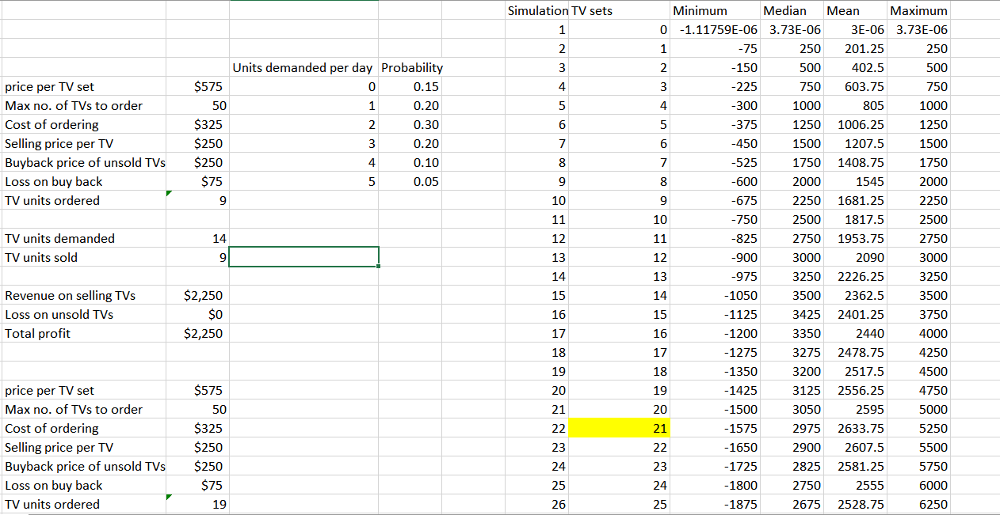 Simulation TV sets Minimum Median Mean Maximum
1 0 -1.11759E-06 3.73E-06 3E-06 3.73E-06
2 1 -75 250 201.25 250
Units demanded per day Probability 3 2 -150 500 402.5 500
price per TV set $575 0 0.15 4 3 -225 750 603.75 750
Max no. of TVs to order 50 1 0.20 5 4 -300 1000 805 1000
Cost of ordering $325 2 0.30 6 5 -375 1250 1006.25 1250
Selling price per TV $250 3 0.20 7 6 -450 1500 1207.5 1500
Buyback price of unsold TVs $250 4 0.10 8 7 -525 1750 1408.75 1750
Loss on buy back $75 5 0.05 9 8 -600 2000 1545 2000
TV units ordered 9 10 9 -675 2250 1681.25 2250
11 10 -750 2500 1817.5 2500
TV units demanded 14 12 11 -825 2750 1953.75 2750
TV units sold 9 13 12 -900 3000 2090 3000
14 13 -975 3250 2226.25 3250
Revenue on selling TVs $2,250 15 14 -1050 3500 2362.5 3500
Loss on unsold TVs $0 16 15 -1125 3425 2401.25 3750
Total profit $2,250 17 16 -1200 3350 2440 4000
18 17 -1275 3275 2478.75 4250
19 18 -1350 3200 2517.5 4500
price per TV set $575 20 19 -1425 3125 2556.25 4750
Max no. of TVs to order 50 21 20 -1500 3050 2595 5000
Cost of ordering $325 22 21 -1575 2975 2633.75 5250
Selling price per TV $250 23 22 -1650 2900 2607.5 5500
Buyback price of unsold TVs $250 24 23 -1725 2825 2581.25 5750
Loss on buy back $75 25 24 -1800 2750 2555 6000
TV units ordered 19 26 25 -1875 2675 2528.75 6250